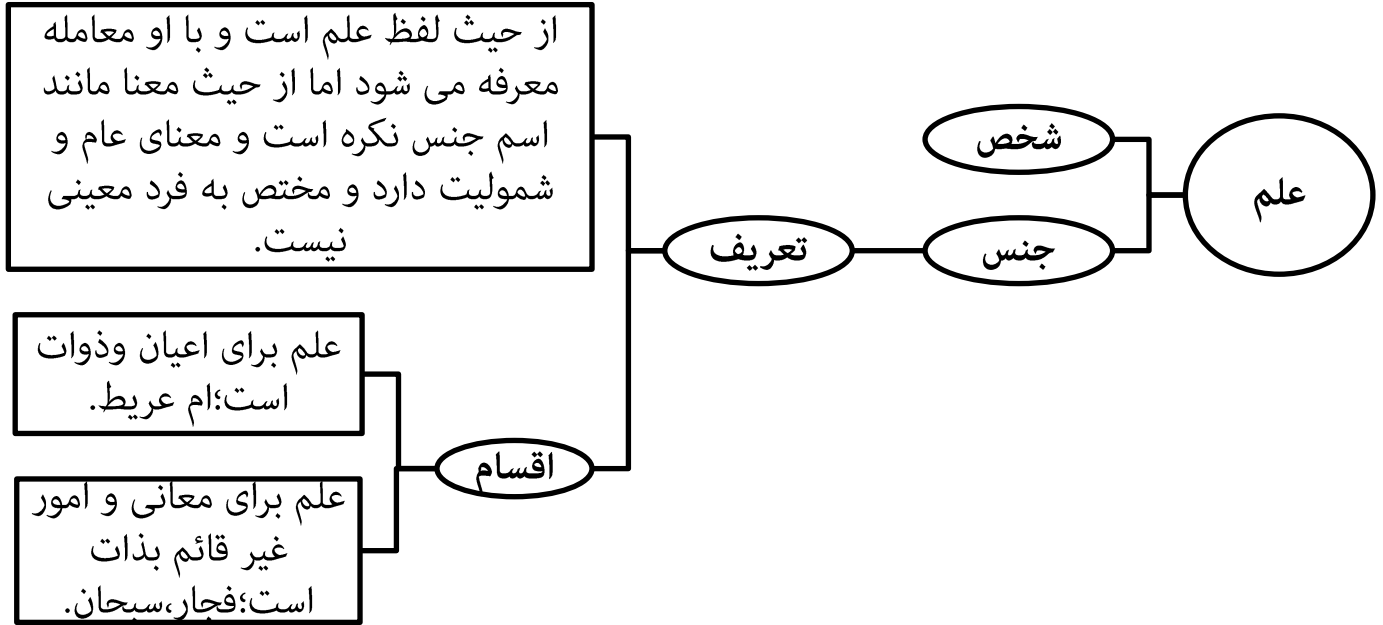 علم
شخص
جنس
تعریف
از حیث لفظ علم است و با او معامله
معرفه می شود اما از حیث معنا مانند
اسم جنس نکره است و معنای عام و
شمولیت دارد و مختص به فرد معینی
نیست.
اقسام
علم برای اعیان وذوات
است؛ام عریط.
علم برای معانی و امور
غیر قائم بذات
است؛فجار،سبحان.